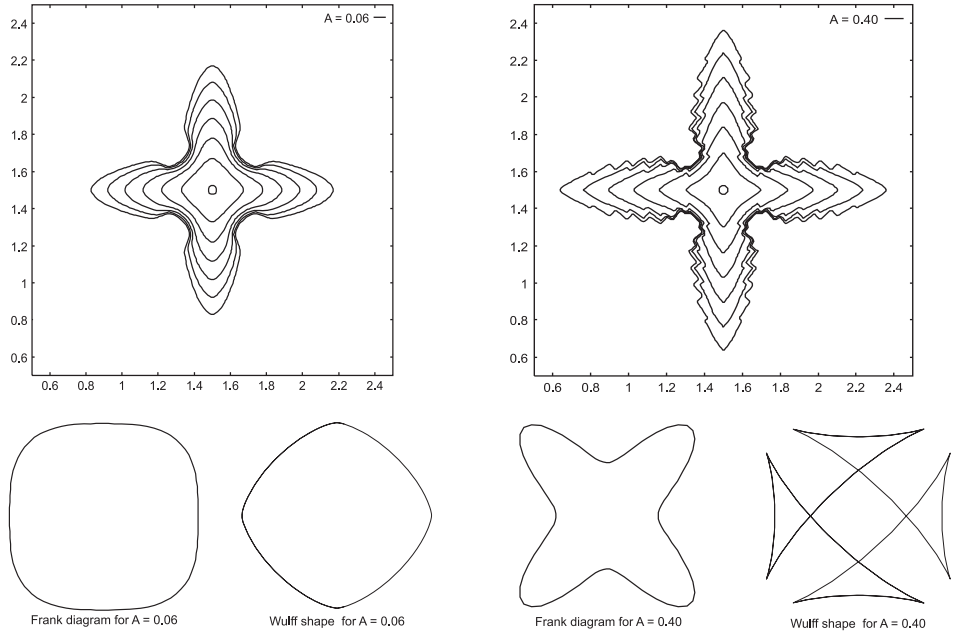 A = 0.06
2.4
2.2
2
1.8
1.6
1.4
1.2
1
0.8
0.6
0.6 0.8 1 1.2 1.4 1.6 1.8 2 2.2 2.4
A = 0.40
2.4
2.2
2
1.8
1.6
1.4
1.2
1
0.8
0.6
0.6 0.8 1 1.2 1.4 1.6 1.8 2 2.2 2.4
Frank diagram for A = 0.06
Wulff shape for A = 0.06
Frank diagram for A = 0.40
Wulff shape for A = 0.40